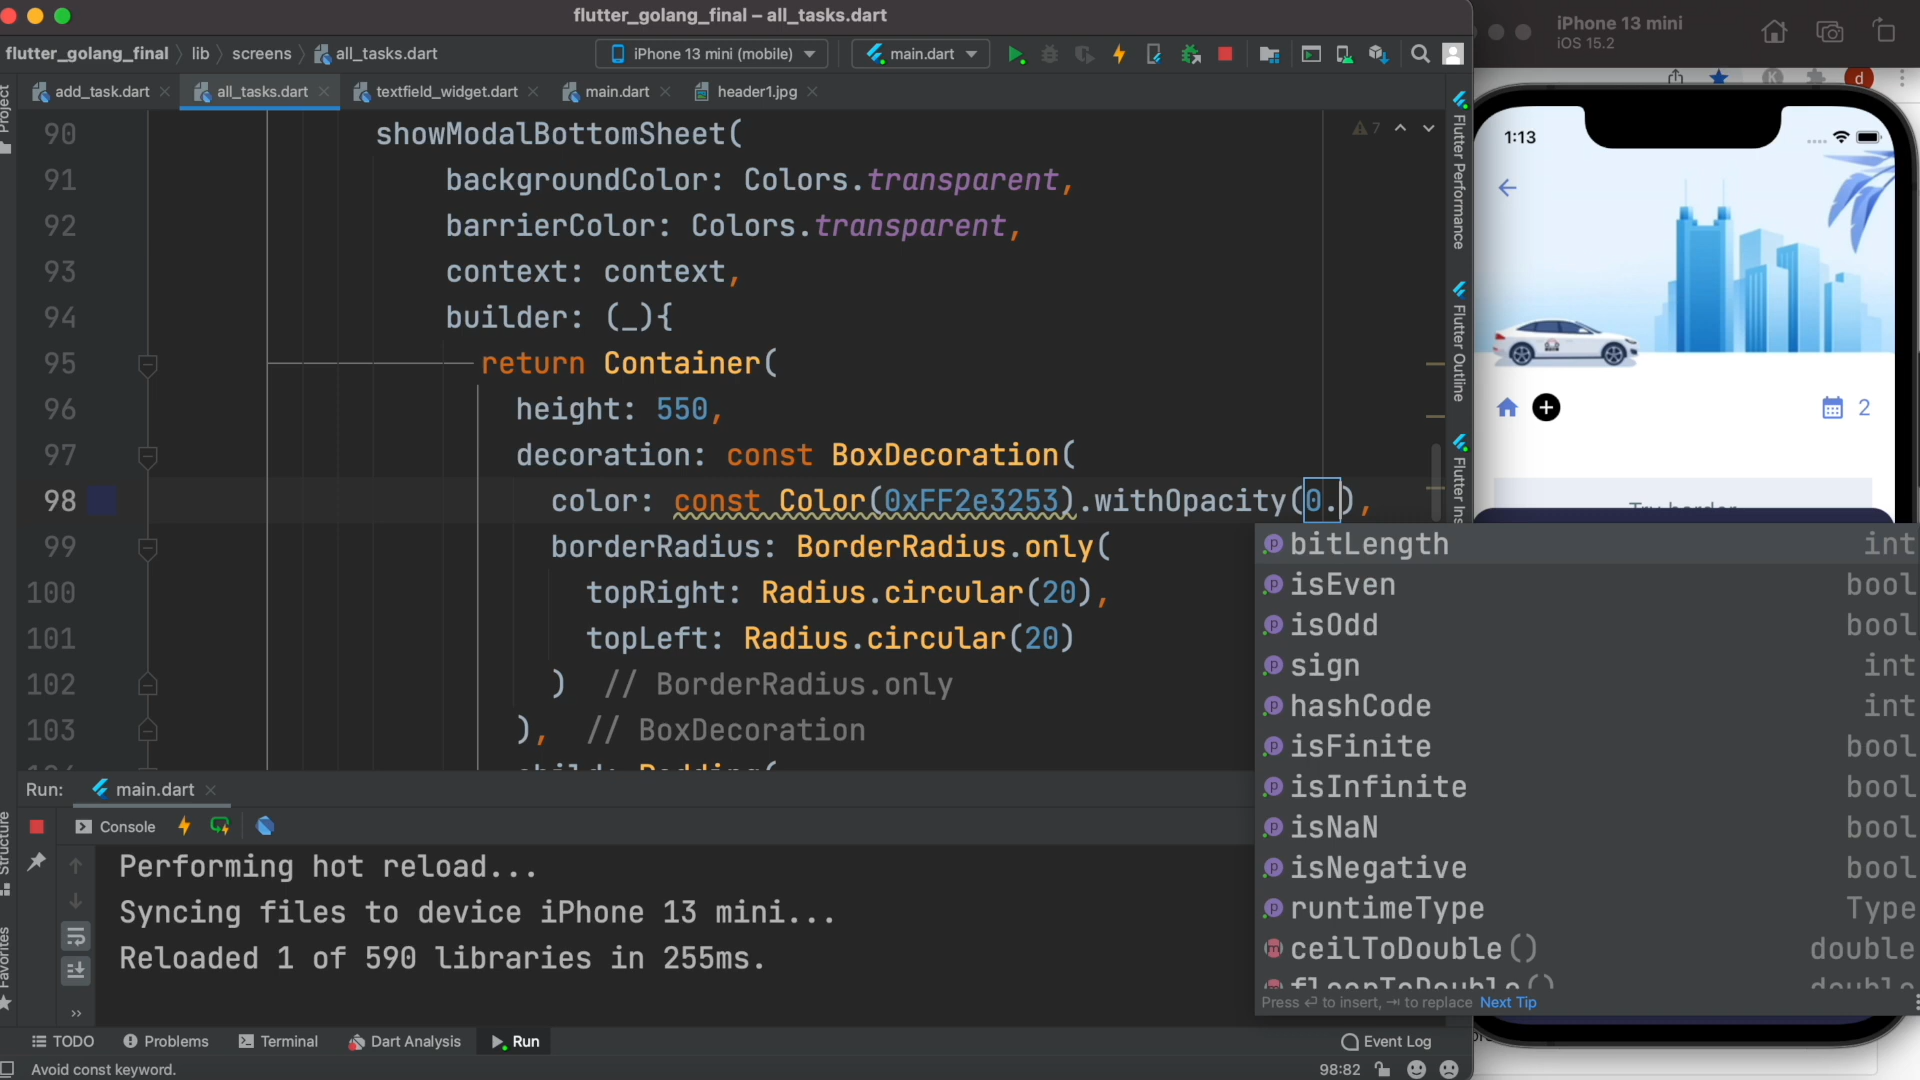 flutter_golang_final – all_tasks.dart
iPhone 13 mini
iOS 15.2
flutter_golang_final lib screens all_tasks.dart
iPhone 13 mini (mobile) main.dart
add_task.dart all_tasks.dart textfield_widget.dart main.dart header1.jpg
Project
K d
90 showModalBottomSheet( 7
91 backgroundColor: Colors.transparent,
92 barrierColor: Colors.transparent,
93 context: context,
94 builder: (_){
95 return Container(
96 height: 550,
97 decoration: const BoxDecoration(
98 color: const Color(0xFF2e3253).withOpacity(0.),
99 borderRadius: BorderRadius.only(
100 topRight: Radius.circular(20),
101 topLeft: Radius.circular(20)
102 ) // BorderRadius.only
103 ), // BoxDecoration
Flutter Performance
Flutter Outline
1:13
2
bitLength int
isEven bool
isOdd bool
sign int
hashCode int
isFinite bool
isInfinite bool
isNaN bool
isNegative bool
runtimeType Type
ceilToDouble() double
floorToDouble() double
Press ↵ to insert, ⇥ to replace Next Tip
Run: main.dart
Console
Performing hot reload...
Syncing files to device iPhone 13 mini...
Reloaded 1 of 590 libraries in 255ms.
Structure
Favorites
TODO Problems Terminal Dart Analysis Run Event Log
Avoid const keyword. 98:82